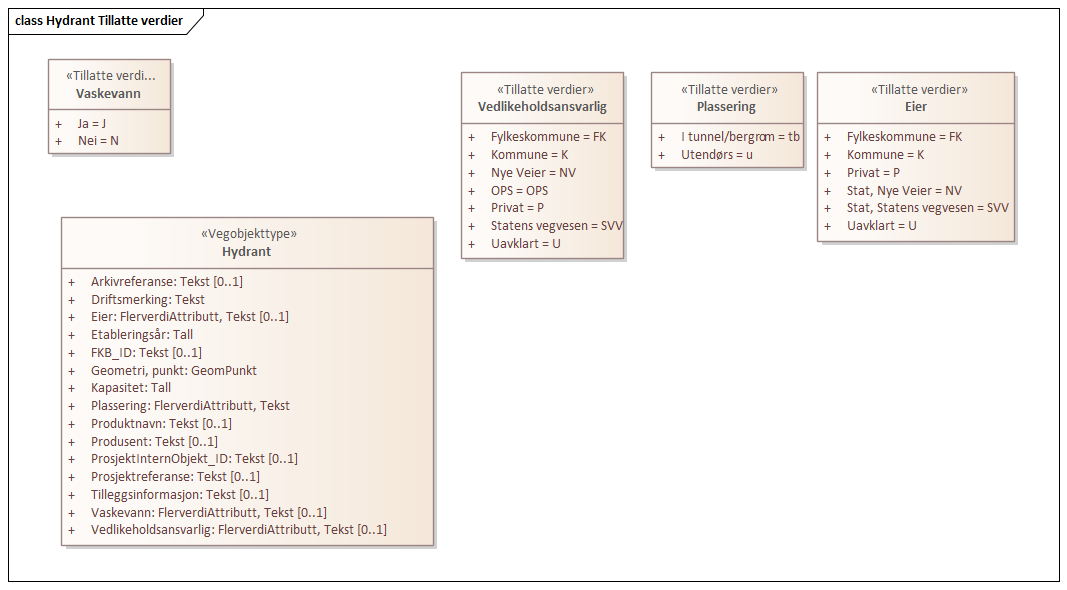 class Hydrant Tillatte verdier
«Tillatte verdi...
Vaskevann
+ Ja = J
+ Nei = N
«Tillatte verdier»
Vedlikeholdsansvarlig
+ Fylkeskommune = FK
+ Kommune = K
+ Nye Veier = NV
+ OPS = OPS
+ Privat = P
+ Statens vegvesen = SVV
+ Uavklart = U
«Tillatte verdier»
Plassering
+ I tunnel/bergrom = tb
+ Utendørs = u
«Tillatte verdier»
Eier
+ Fylkeskommune = FK
+ Kommune = K
+ Privat = P
+ Stat, Nye Veier = NV
+ Stat, Statens vegvesen = SVV
+ Uavklart = U
«Vegobjekttype»
Hydrant
+ Arkivreferanse: Tekst [0..1]
+ Driftsmerking: Tekst
+ Eier: FlerverdiAttributt, Tekst [0..1]
+ Etableringsår: Tall
+ FKB_ID: Tekst [0..1]
+ Geometri, punkt: GeomPunkt
+ Kapasitet: Tall
+ Plassering: FlerverdiAttributt, Tekst
+ Produktnavn: Tekst [0..1]
+ Produsent: Tekst [0..1]
+ ProsjektInternObjekt_ID: Tekst [0..1]
+ Prosjektreferanse: Tekst [0..1]
+ Tilleggsinformasjon: Tekst [0..1]
+ Vaskevann: FlerverdiAttributt, Tekst [0..1]
+ Vedlikeholdsansvarlig: FlerverdiAttributt, Tekst [0..1]